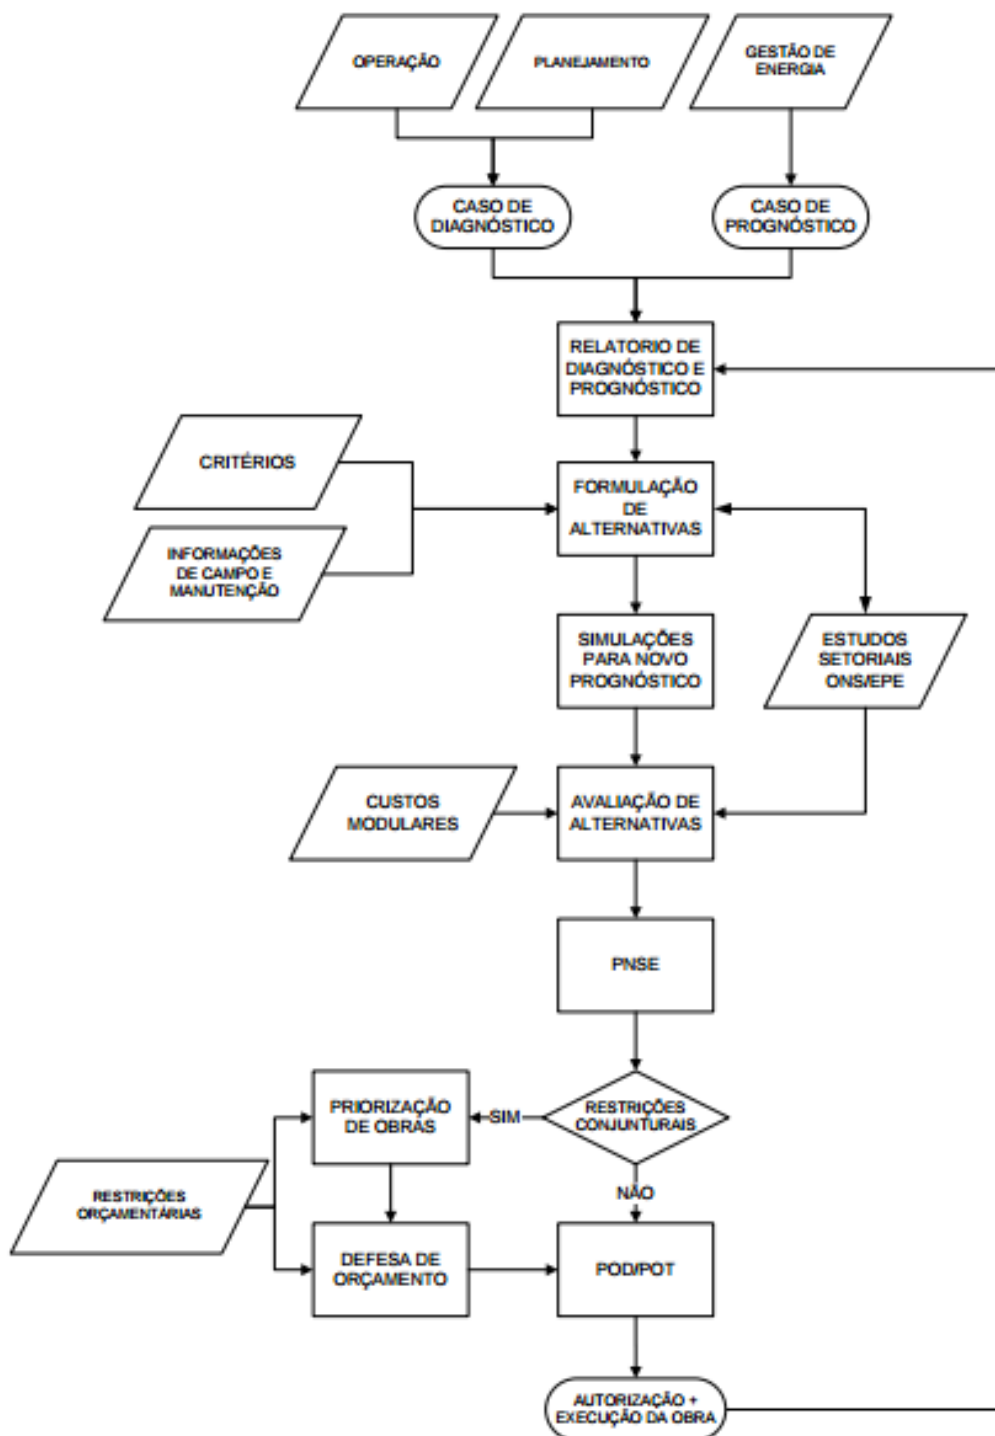 OPERAÇÃO
PLANEJAMENTO
GESTÃO DE
ENERGIA
CASO DE
DIAGNÓSTICO
CASO DE
PROGNÓSTICO
RELATORIO DE
DIAGNÓSTICO E
PROGNÓSTICO
CRITÉRIOS
FORMULAÇÃO
DE
ALTERNATIVAS
INFORMAÇÕES
DE CAMPO E
MANUTENÇÃO
SIMULAÇÕES
PARA NOVO
PROGNÓSTICO
ESTUDOS
SETORIAIS
ONS/EPE
CUSTOS
MODULARES
AVALIAÇÃO DE
ALTERNATIVAS
PNSE
PRIORIZAÇÃO
DE OBRAS
SIM
RESTRIÇÕES
CONJUNTURAIS
NÃO
RESTRIÇÕES
ORÇAMENTÁRIAS
DEFESA DE
ORÇAMENTO
POD/POT
AUTORIZAÇÃO +
EXECUÇÃO DA OBRA